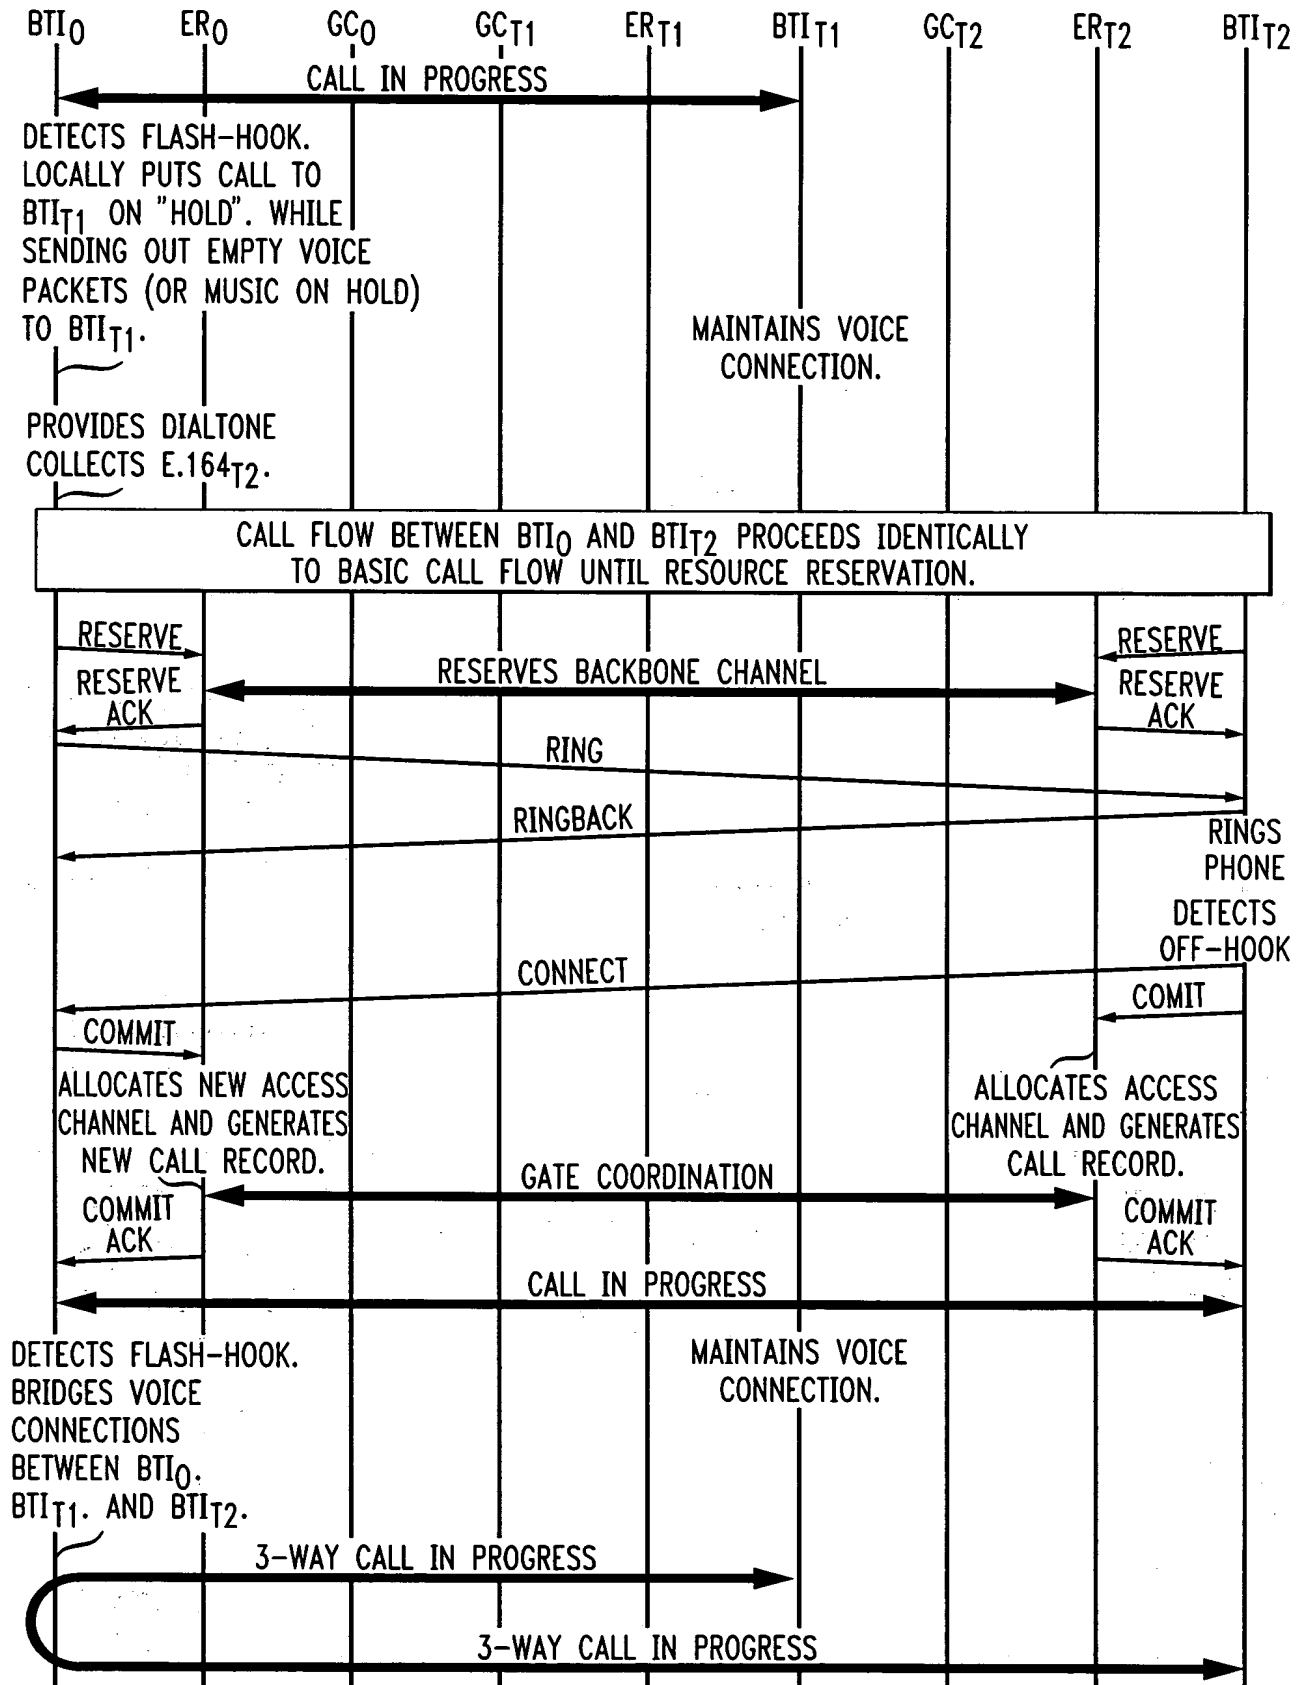 BTI0 ER0 GC0 GCT1 ERT1 BTIT1 GCT2 ERT2 BTIT2
CALL IN PROGRESS
DETECTS FLASH-HOOK.
LOCALLY PUTS CALL TO
BTIT1 ON "HOLD". WHILE
SENDING OUT EMPTY VOICE
PACKETS (OR MUSIC ON HOLD)
TO BTIT1.
MAINTAINS VOICE
CONNECTION.
PROVIDES DIALTONE
COLLECTS E.164T2.
CALL FLOW BETWEEN BTI0 AND BTIT2 PROCEEDS IDENTICALLY
TO BASIC CALL FLOW UNTIL RESOURCE RESERVATION.
RESERVE
RESERVE
RESERVES BACKBONE CHANNEL
RESERVE
ACK
RESERVE
ACK
RING
RINGBACK
RINGS
PHONE
DETECTS
OFF-HOOK
CONNECT
COMIT
COMMIT
ALLOCATES NEW ACCESS
CHANNEL AND GENERATES
NEW CALL RECORD.
ALLOCATES ACCESS
CHANNEL AND GENERATES
CALL RECORD.
GATE COORDINATION
COMMIT
ACK
COMMIT
ACK
CALL IN PROGRESS
DETECTS FLASH-HOOK.
BRIDGES VOICE
CONNECTIONS
BETWEEN BTI0.
BTIT1. AND BTIT2.
MAINTAINS VOICE
CONNECTION.
3-WAY CALL IN PROGRESS
3-WAY CALL IN PROGRESS